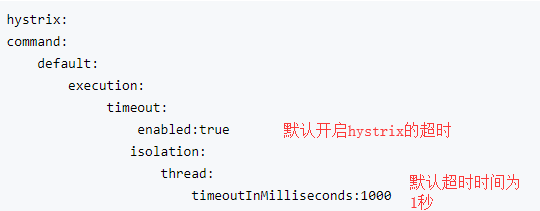 hystrix:
command:
default:
execution:
timeout:
enabled:true 默认开启hystrix的超时
isolation:
thread:
timeoutInMilliseconds:1000 默认超时时间为
1秒